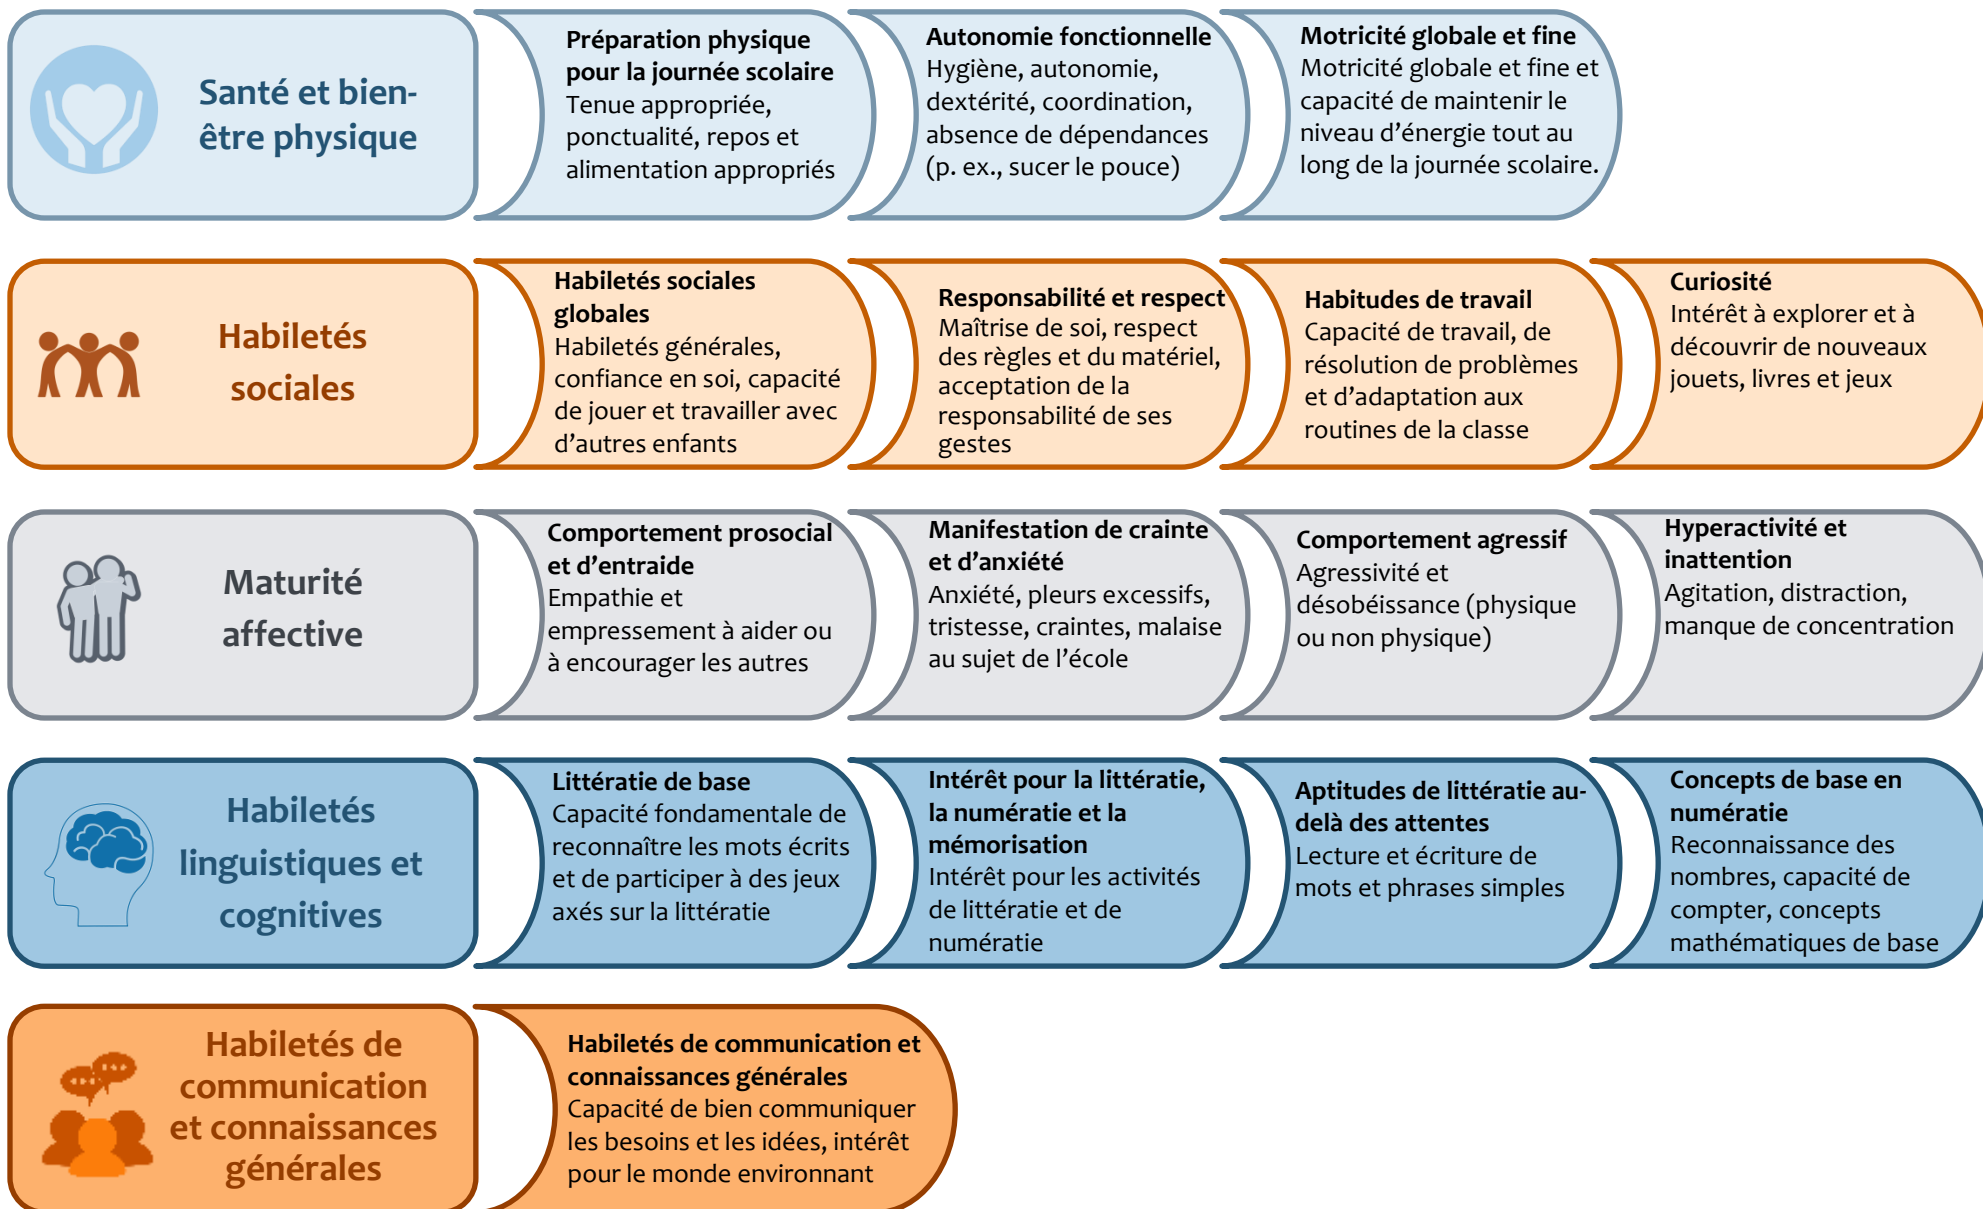 Santé et bien-
être physique
Préparation physique
pour la journée scolaire
Tenue appropriée,
ponctualité, repos et
alimentation appropriés
Autonomie fonctionnelle
Hygiène, autonomie,
dextérité, coordination,
absence de dépendances
(p. ex., sucer le pouce)
Motricité globale et fine
Motricité globale et fine et
capacité de maintenir le
niveau d’énergie tout au
long de la journée scolaire.
Habiletés
sociales
Habiletés sociales
globales
Habiletés générales,
confiance en soi, capacité
de jouer et travailler avec
d’autres enfants
Responsabilité et respect
Maîtrise de soi, respect
des règles et du matériel,
acceptation de la
responsabilité de ses
gestes
Habitudes de travail
Capacité de travail, de
résolution de problèmes
et d’adaptation aux
routines de la classe
Curiosité
Intérêt à explorer et à
découvrir de nouveaux
jouets, livres et jeux
Maturité
affective
Comportement prosocial
et d’entraide
Empathie et
empressement à aider ou
à encourager les autres
Manifestation de crainte
et d’anxiété
Anxiété, pleurs excessifs,
tristesse, craintes, malaise
au sujet de l’école
Comportement agressif
Agressivité et
désobéissance (physique
ou non physique)
Hyperactivité et
inattention
Agitation, distraction,
manque de concentration
Habiletés
linguistiques et
cognitives
Littératie de base
Capacité fondamentale de
reconnaître les mots écrits
et de participer à des jeux
axés sur la littératie
Intérêt pour la littératie,
la numératie et la
mémorisation
Intérêt pour les activités
de littératie et de
numératie
Aptitudes de littératie au-
delà des attentes
Lecture et écriture de
mots et phrases simples
Concepts de base en
numératie
Reconnaissance des
nombres, capacité de
compter, concepts
mathématiques de base
Habiletés de
communication
et connaissances
générales
Habiletés de communication et
connaissances générales
Capacité de bien communiquer
les besoins et les idées, intérêt
pour le monde environnant